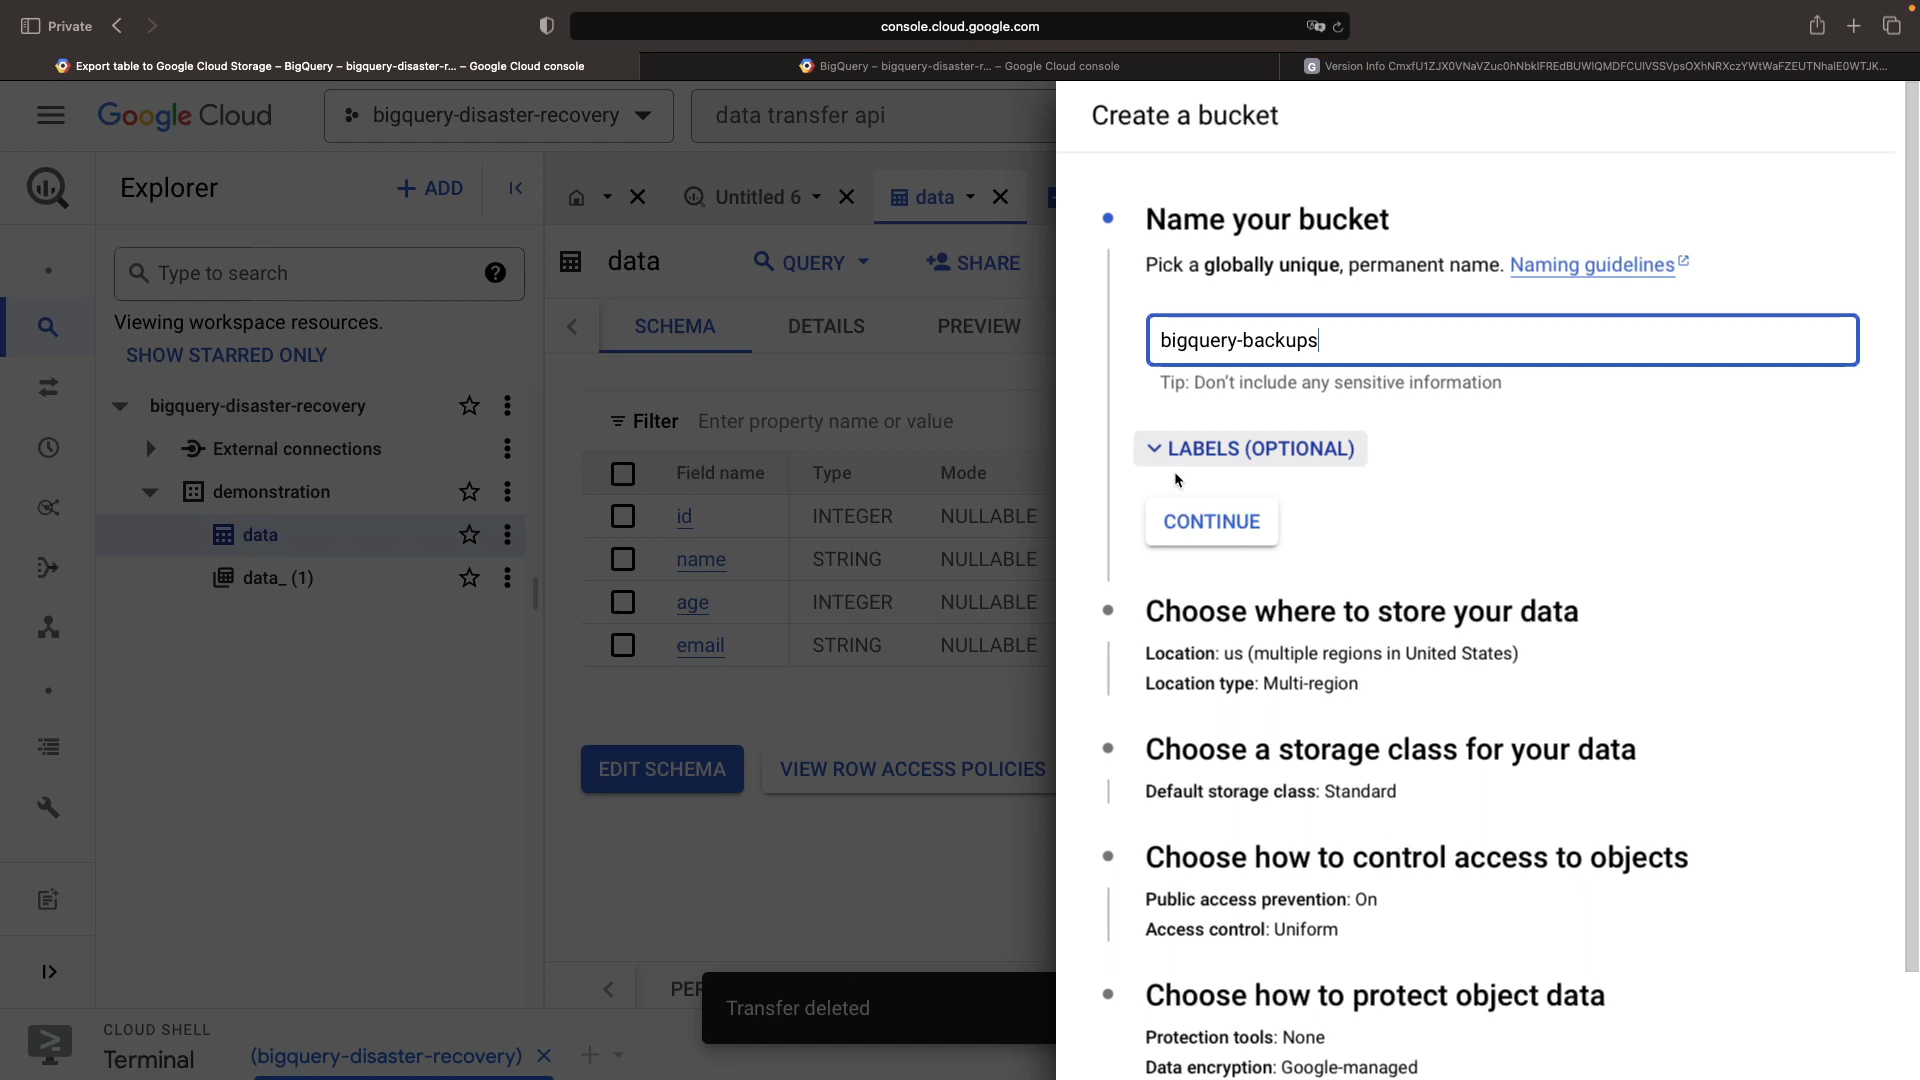 Private
console.cloud.google.com
Export table to Google Cloud Storage – BigQuery – bigquery-disaster-r... – Google Cloud console
BigQuery – bigquery-disaster-r... – Google Cloud console
Google Cloud
bigquery-disaster-recovery
data transfer api
Explorer
+ ADD
Type to search
Viewing workspace resources.
SHOW STARRED ONLY
bigquery-disaster-recovery
External connections
demonstration
data
data_ (1)
Untitled 6
data
data
QUERY
SHARE
SCHEMA
DETAILS
PREVIEW
Filter Enter property name or value
Field name Type Mode
id INTEGER NULLABLE
name STRING NULLABLE
age INTEGER NULLABLE
email STRING NULLABLE
EDIT SCHEMA
VIEW ROW ACCESS POLICIES
PER
Transfer deleted
CLOUD SHELL
Terminal
(bigquery-disaster-recovery)
Create a bucket
Name your bucket
Pick a globally unique, permanent name. Naming guidelines
bigquery-backups
Tip: Don't include any sensitive information
LABELS (OPTIONAL)
CONTINUE
Choose where to store your data
Location: us (multiple regions in United States)
Location type: Multi-region
Choose a storage class for your data
Default storage class: Standard
Choose how to control access to objects
Public access prevention: On
Access control: Uniform
Choose how to protect object data
Protection tools: None
Data encryption: Google-managed